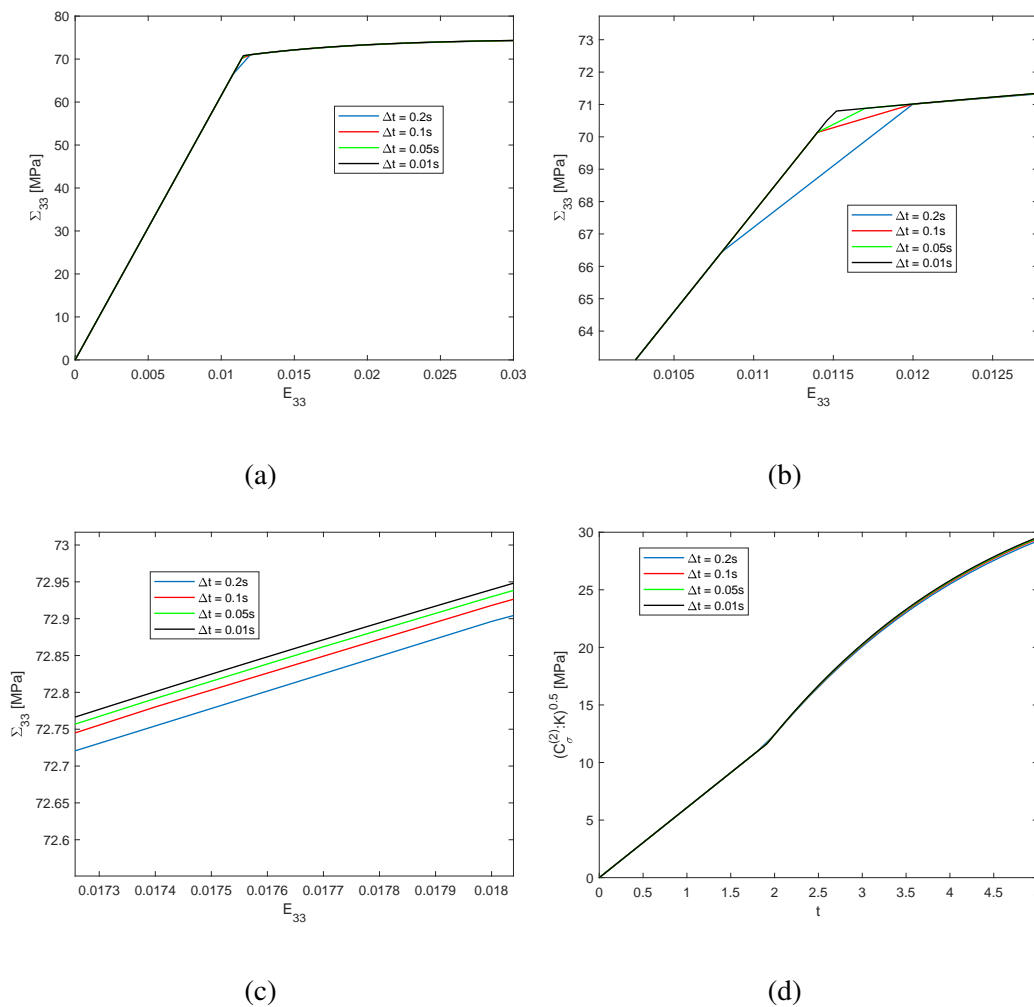 80
70
60
50
40
30
20
10
0
Σ33 [MPa]
Δt = 0.2s
Δt = 0.1s
Δt = 0.05s
Δt = 0.01s
0 0.005 0.01 0.015 0.02 0.025 0.03
E33
(a)
73
72
71
70
69
68
67
66
65
64
Σ33 [MPa]
Δt = 0.2s
Δt = 0.1s
Δt = 0.05s
Δt = 0.01s
0.0105 0.011 0.0115 0.012 0.0125
E33
(b)
73
72.95
72.9
72.85
72.8
72.75
72.7
72.65
72.6
Σ33 [MPa]
Δt = 0.2s
Δt = 0.1s
Δt = 0.05s
Δt = 0.01s
0.0173 0.0174 0.0175 0.0176 0.0177 0.0178 0.0179 0.018
E33
(c)
30
25
20
15
10
5
0
(Cσ(2):K)0.5 [MPa]
Δt = 0.2s
Δt = 0.1s
Δt = 0.05s
Δt = 0.01s
0 0.5 1 1.5 2 2.5 3 3.5 4 4.5
t
(d)